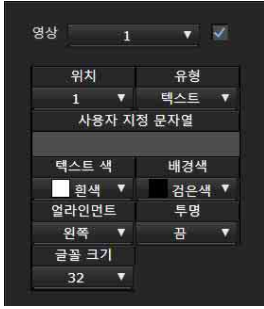 영상 1
위치 유형
1 텍스트
사용자 지정 문자열
텍스트 색 배경색
흰색 검은색
얼라인먼트 투명
왼쪽 끔
글꼴 크기
32